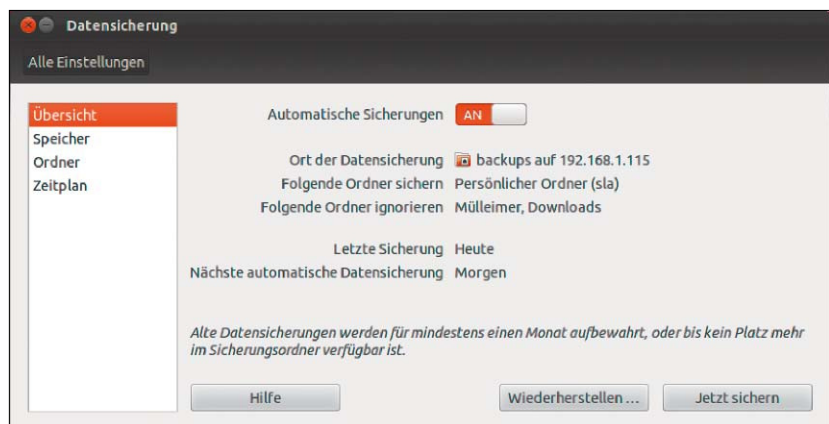 Datensicherung
Alle Einstellungen
Übersicht
Speicher
Ordner
Zeitplan
Automatische Sicherungen AN
Ort der Datensicherung backups auf 192.168.1.115
Folgende Ordner sichern Persönlicher Ordner (sla)
Folgende Ordner ignorieren Mülleimer, Downloads
Letzte Sicherung Heute
Nächste automatische Datensicherung Morgen
Alte Datensicherungen werden für mindestens einen Monat aufbewahrt, oder bis kein Platz mehr
im Sicherungsordner verfügbar ist.
Hilfe Wiederherstellen ... Jetzt sichern